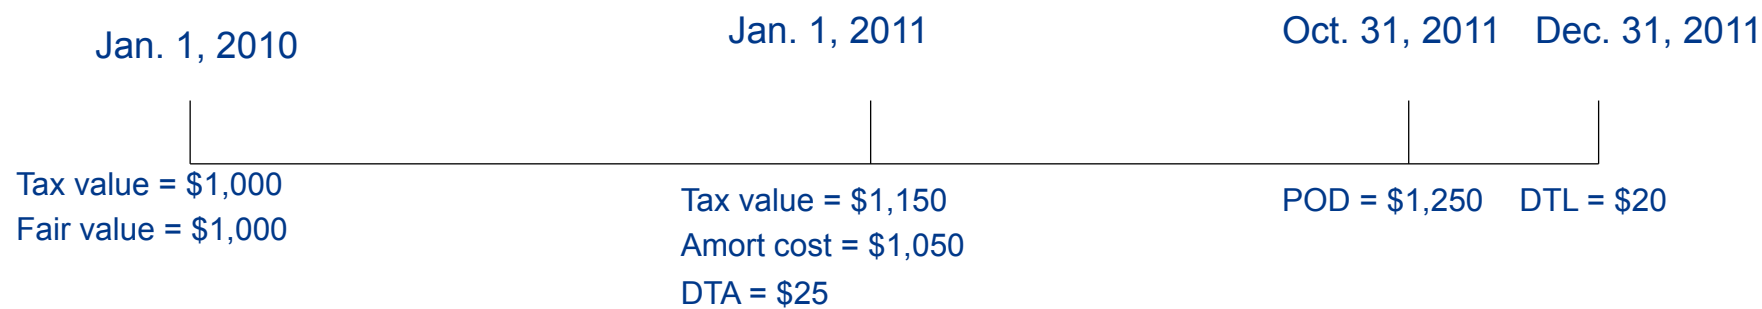 Jan. 1, 2010
Jan. 1, 2011
Oct. 31, 2011
Dec. 31, 2011
Tax value = $1,000
Fair value = $1,000
Tax value = $1,150
Amort cost = $1,050
DTA = $25
POD = $1,250
DTL = $20